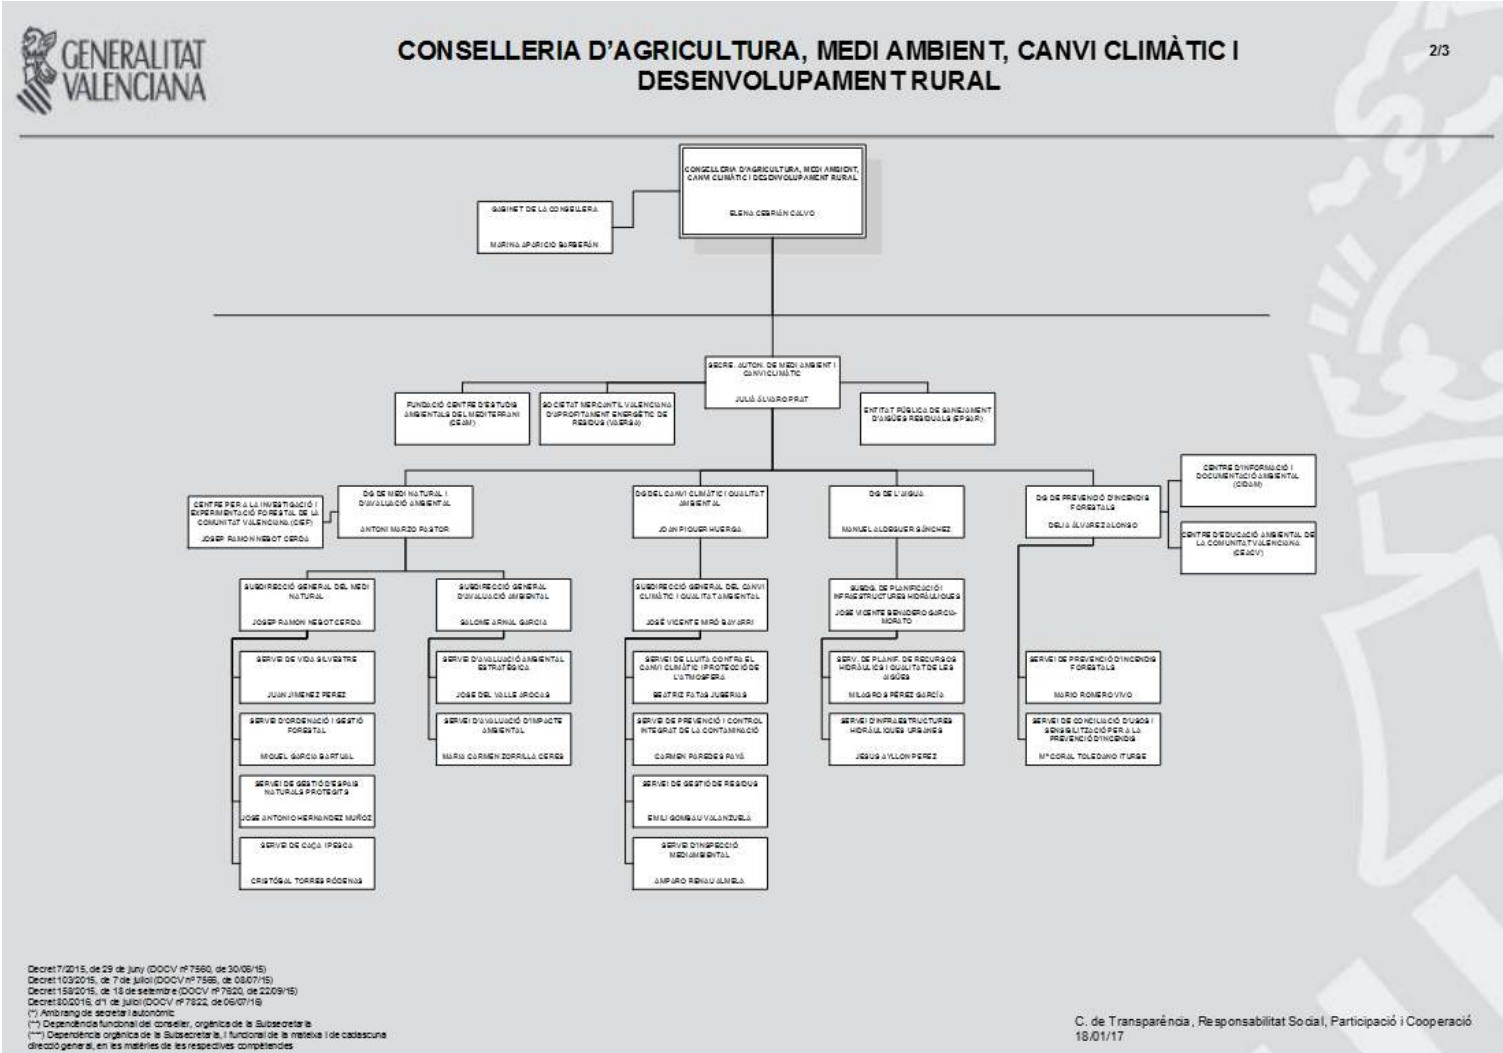 GENERALITAT
VALENCIANA
CONSELLERIA D'AGRICULTURA, MEDI AMBIENT, CANVI CLIMÀTIC I
DESENVOLUPAMENT RURAL
2/3
CONSELLERIA D'AGRICULTURA, MEDI AMBIENT,
CANVI CLIMÀTIC I DESENVOLUPAMENT RURAL
ELENA CEBRIÁN CALVO
GABINET DE LA CONSELLERA
MARINA APARICIO BARBERÁN
SECRE. AUTON. DE MEDI AMBIENT I
CANVI CLIMÀTIC
JULIÀ ÁLVARO PRAT
FUNDACIÓ CENTRE D'ESTUDIS
AMBIENTALS DEL MEDITERRANI
(CEAM)
SOCIETAT MERCANTIL VALENCIANA
D'APROFITAMENT ENERGÈTIC DE
RESIDUS (VAERSA)
ENTITAT PÚBLICA DE SANEJAMENT
D'AIGÜES RESIDUALS (EPSAR)
CENTRE PER A LA INVESTIGACIÓ I
EXPERIMENTACIÓ FORESTAL DE LA
COMUNITAT VALENCIANA (CIEF)
JOSEP RAMON NEBOT CERDA
DG DE MEDI NATURAL I
D'AVALUACIÓ AMBIENTAL
ANTONI MARZO PASTOR
DG DEL CANVI CLIMÀTIC I QUALITAT
AMBIENTAL
JOAN PIQUER HUERGA
DG DE L'AIGUA
MANUEL ALDEGUER SÁNCHEZ
DG DE PREVENCIÓ D'INCENDIS
FORESTALS
DELIA ÁLVAREZ ALONSO
CENTRE D'INFORMACIÓ I
DOCUMENTACIÓ AMBIENTAL
(CIDAM)
CENTRE D'EDUCACIÓ AMBIENTAL DE
LA COMUNITAT VALENCIANA
(CEACV)
SUBDIRECCIÓ GENERAL DEL MEDI
NATURAL
JOSEP RAMON NEBOT CERDA
SUBDIRECCIÓ GENERAL
D'AVALUACIÓ AMBIENTAL
SALOME ARNAL GARCIA
SUBDIRECCIÓ GENERAL DEL CANVI
CLIMÀTIC I QUALITAT AMBIENTAL
JOSÉ VICENTE MIRÓ BAYARRI
SUBDG. DE PLANIFICACIÓ I
INFRAESTRUCTURES HIDRÀULIQUES
JOSE VICENTE BENADERO GARCIA-
MORATO
SERVEI DE VIDA SILVESTRE
JUAN JIMENEZ PEREZ
SERVEI D'AVALUACIÓ AMBIENTAL
ESTRATÈGICA
JOSE DEL VALLE AROCAS
SERVEI DE LLUITA CONTRA EL
CANVI CLIMÀTIC I PROTECCIÓ DE
L'ATMOSFERA
BEATRIZ FATAS JUBERIAS
SERV. DE PLANIF. DE RECURSOS
HIDRÀULICS I QUALITAT DE LES
AIGÜES
MILAGROS PÉREZ GARCÍA
SERVEI DE PREVENCIÓ D'INCENDIS
FORESTALS
MARIO ROMERO VIVO
SERVEI D'ORDENACIÓ I GESTIÓ
FORESTAL
MIQUEL GARCIA BARTUAL
SERVEI D'AVALUACIÓ D'IMPACTE
AMBIENTAL
MARIA CARMEN ZORRILLA CERES
SERVEI DE PREVENCIÓ I CONTROL
INTEGRAT DE LA CONTAMINACIÓ
CARMEN PAREDES PAYÁ
SERVEI D'INFRAESTRUCTURES
HIDRÀULIQUES URBANES
JESUS AYLLON PEREZ
SERVEI DE CONCILIACIÓ D'USOS I
SENSIBILITZACIÓ PER A LA
PREVENCIÓ D'INCENDIS
Mª CORAL TOLEDANO ITURBE
SERVEI DE GESTIÓ D'ESPAIS
NATURALS PROTEGITS
JOSE ANTONIO HERNANDEZ MUÑOZ
SERVEI DE GESTIÓ DE RESIDUS
EMILI GOMBAU VALANZUELA
SERVEI DE CAÇA I PESCA
CRISTÓBAL TORRES RÓDENAS
SERVEI D'INSPECCIÓ
MEDIAMBIENTAL
AMPARO RENAU ALMELA
Decret 7/2015, de 29 de juny (DOCV nº 7560, de 30/06/15)
Decret 103/2015, de 7 de juliol (DOCV nº 7566, de 08/07/15)
Decret 158/2015, de 18 de setembre (DOCV nº 7620, de 22/09/15)
Decret 80/2016, d'1 de juliol (DOCV nº 7822, de 06/07/16)
(*) Amb rang de secretari autonòmic
(**) Dependència funcional del conseller, orgànica de la Subsecretaria
(***) Dependència orgànica de la Subsecretaria, i funcional de la mateixa i de cadascuna
direcció general, en les matèries de les respectives competències
C. de Transparència, Responsabilitat Social, Participació i Cooperació
18/01/17